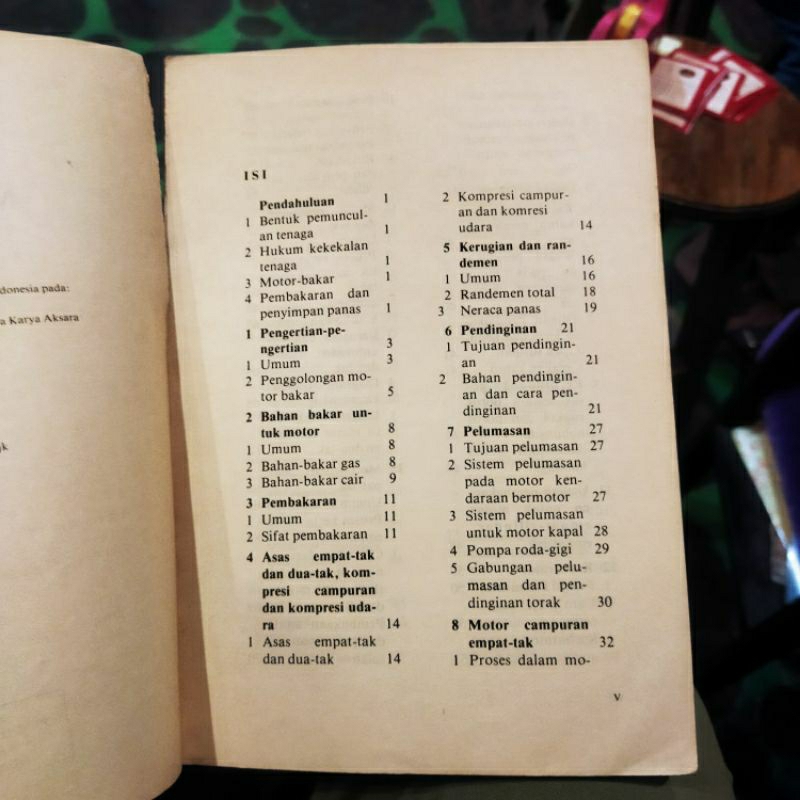 donesia pada:
a Karya Aksara
jk
ISI
Pendahuluan 1
1 Bentuk pemuncul-
an tenaga 1
2 Hukum kekekalan
tenaga 1
3 Motor-bakar 1
4 Pembakaran dan
penyimpan panas 1
1 Pengertian-pe-
ngertian 3
1 Umum 3
2 Penggolongan mo-
tor bakar 5
2 Bahan bakar un-
tuk motor 8
1 Umum 8
2 Bahan-bakar gas 8
3 Bahan-bakar cair 9
3 Pembakaran 11
1 Umum 11
2 Sifat pembakaran 11
4 Asas empat-tak
dan dua-tak, kom-
presi campuran
dan kompresi uda-
ra 14
1 Asas empat-tak
dan dua-tak 14
2 Kompresi campur-
an dan komresi
udara 14
5 Kerugian dan ran-
demen 16
1 Umum 16
2 Randemen total 18
3 Neraca panas 19
6 Pendinginan 21
1 Tujuan pendingin-
an 21
2 Bahan pendingin-
an dan cara pen-
dinginan 21
7 Pelumasan 27
1 Tujuan pelumasan 27
2 Sistem pelumasan
pada motor ken-
daraan bermotor 27
3 Sistem pelumasan
untuk motor kapal 28
4 Pompa roda-gigi 29
5 Gabungan pelu-
masan dan pen-
dinginan torak 30
8 Motor campuran
empat-tak 32
1 Proses dalam mo-
v